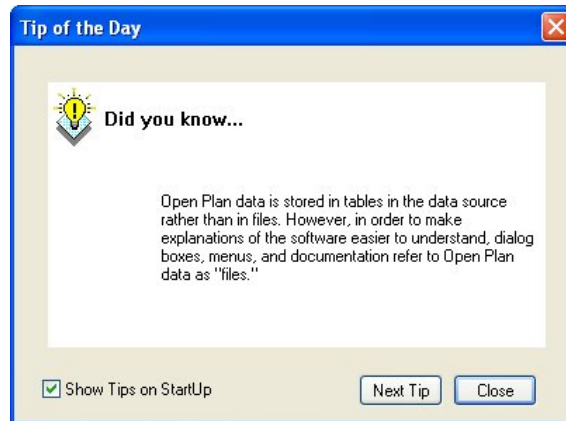 Tip of the Day
Did you know...
Open Plan data is stored in tables in the data source
rather than in files. However, in order to make
explanations of the software easier to understand, dialog
boxes, menus, and documentation refer to Open Plan
data as "files."
Show Tips on StartUp
Next Tip
Close